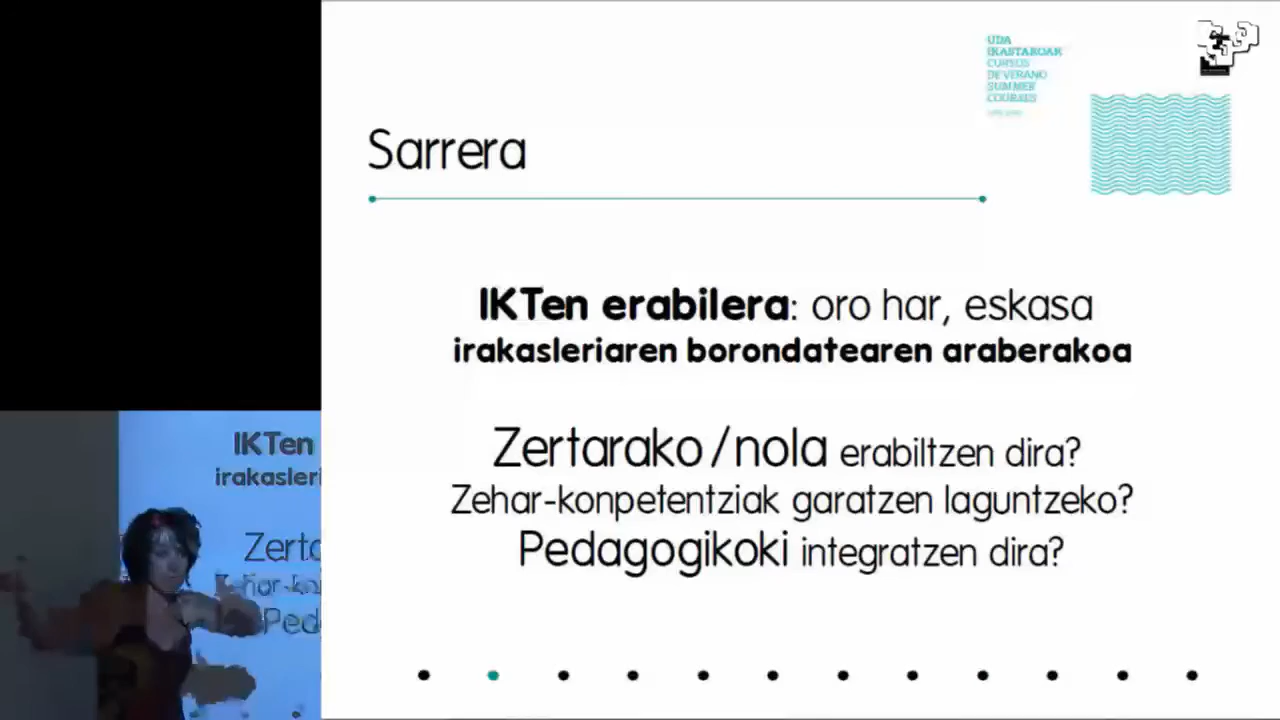 UDA
IKASTAROAK
CURSOS
DE VERANO
SUMMER
COURSES
Sarrera
IKTen erabilera: oro har, eskasa
irakasleriaren borondatearen araberakoa
Zertarako/nola erabiltzen dira?
Zehar-konpetentziak garatzen laguntzeko?
Pedagogikoki integratzen dira?
IKTen
irakasleri
Zerta